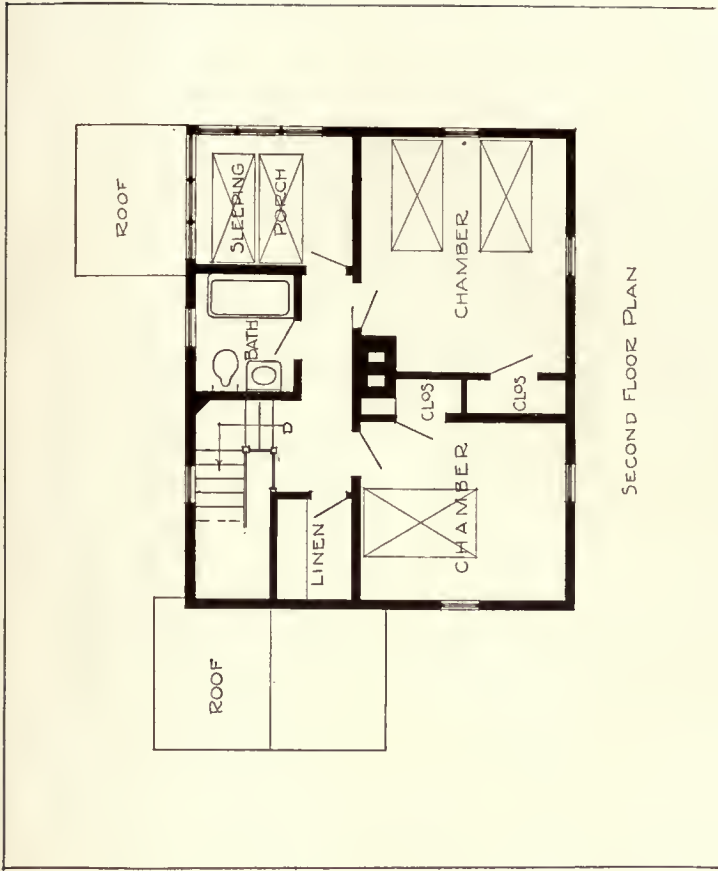 ROOF
SLEEPING
PORCH
BATH
CHAMBER
CLOS
CLOS
D
LINEN
CHAMBER
ROOF
SECOND FLOOR PLAN